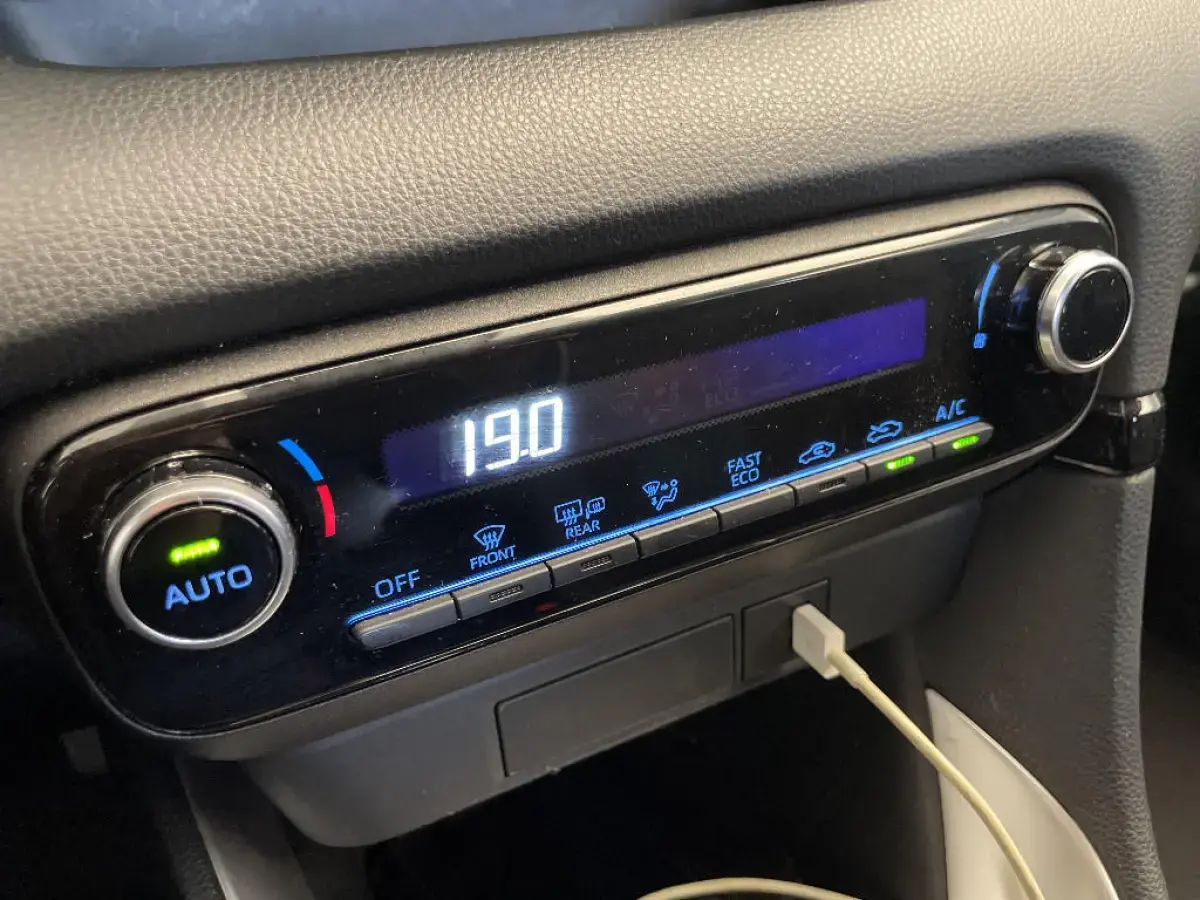 19.0
AUTO
OFF
FRONT
REAR
FAST
ECO
A/C